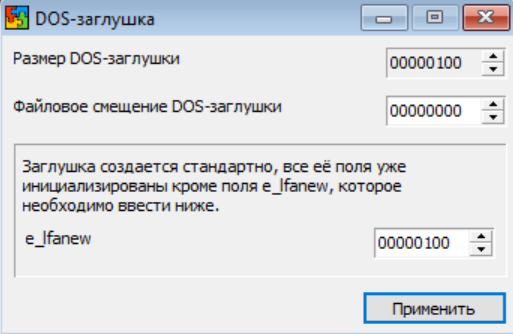 DOS-заглушка
Размер DOS-заглушки
00000100
Файловое смещение DOS-заглушки
00000000
Заглушка создается стандартно, все её поля уже
инициализированы кроме поля e_lfanew, которое
необходимо ввести ниже.
e_lfanew
00000100
Применить